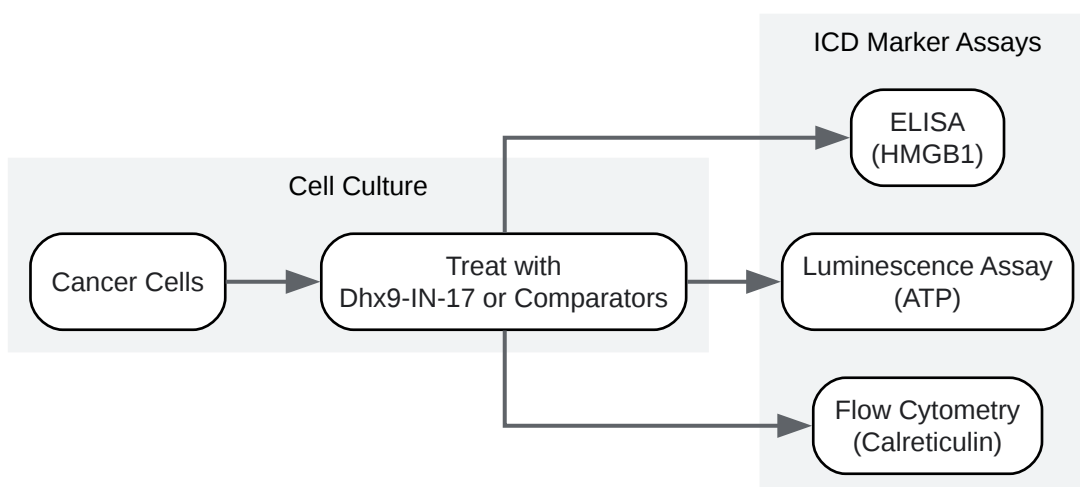 ICD Marker Assays
ELISA
(HMGB1)
Cell Culture
Cancer Cells
Treat with
Dhx9-IN-17 or Comparators
Luminescence Assay
(ATP)
Flow Cytometry
(Calreticulin)